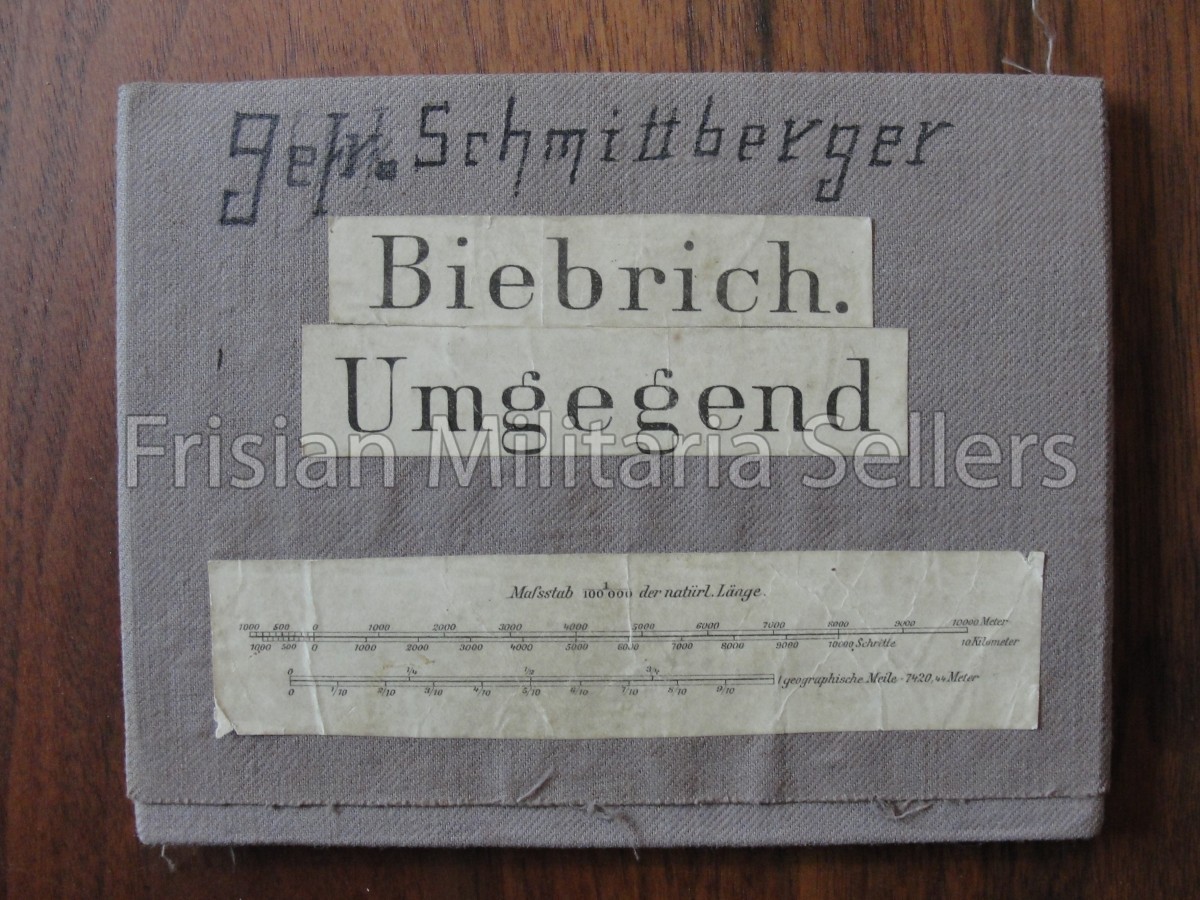 gefr. Schmittberger
Biebrich.
Umgegend
Frisian Militaria Sellers
Maſsstab 1/100 000 der natürl. Länge.
1000 500 0 1000 2000 3000 4000 5000 6000 7000 8000 9000 10000 Meter
1000 500 0 1000 2000 3000 4000 5000 6000 7000 8000 9000 10000 Schritte 10 Kilometer
1/4 1/2 3/4
0 1/10 2/10 3/10 4/10 5/10 6/10 7/10 8/10 9/10 1 geographische Meile = 7420,44 Meter